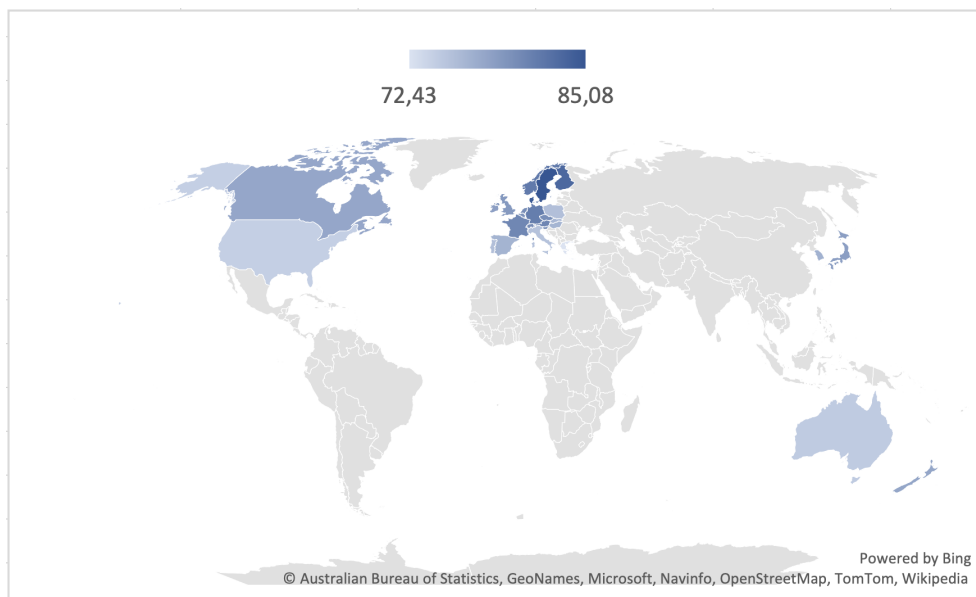 72,43 85,08
Powered by Bing
© Australian Bureau of Statistics, GeoNames, Microsoft, Navinfo, OpenStreetMap, TomTom, Wikipedia